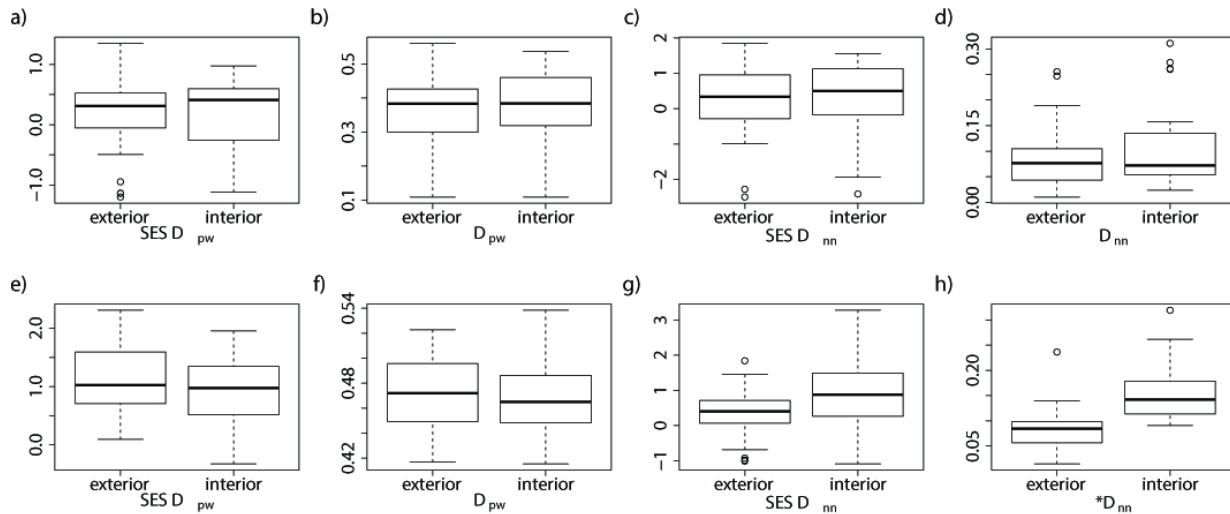 a) b) c) d)
1.0 0.0 -1.0
exterior interior
SES D pw
0.5 0.3 0.1
exterior interior
D pw
2 1 0 −2
exterior interior
SES D nn
0.30 0.15 0.00
exterior interior
D nn
e) f) g) h)
2.0 1.0 0.0
exterior interior
SES D pw
0.54 0.48 0.42
exterior interior
D pw
3 2 1 0 −1
exterior interior
SES D nn
0.20 0.05
exterior interior
*D nn